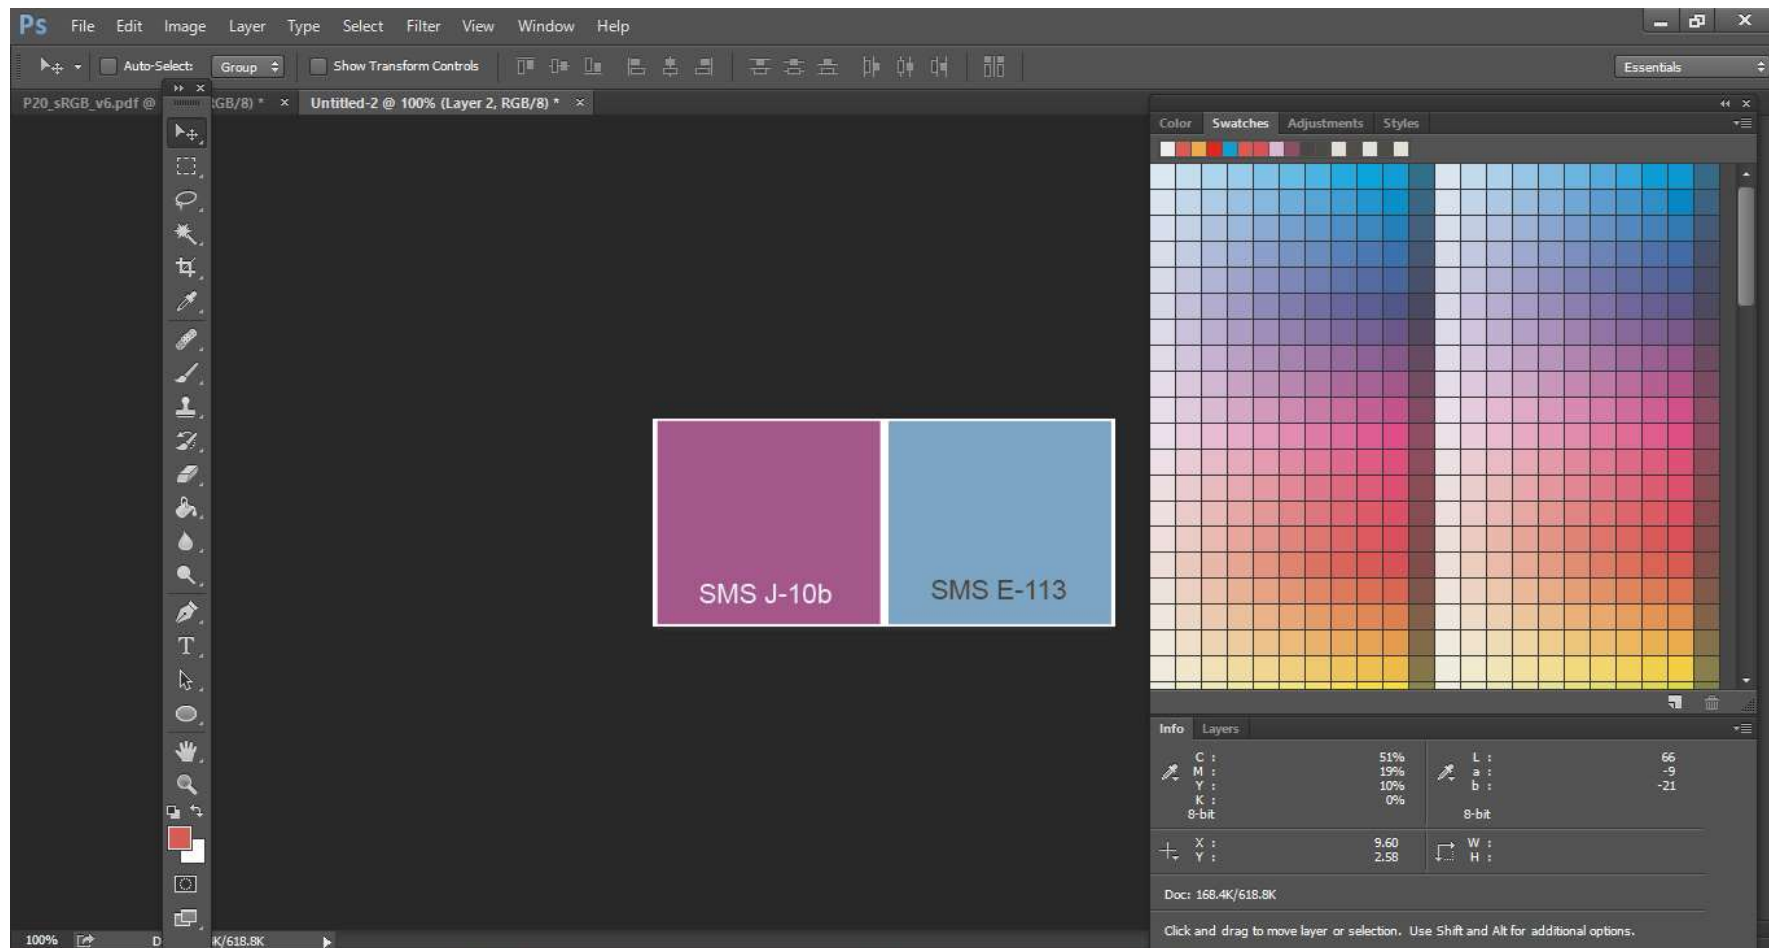 Ps File Edit Image Layer Type Select Filter View Window Help
Auto-Select: Group Show Transform Controls Essentials
P20_sRGB_v6.pdf @ RGB/8) * × Untitled-2 @ 100% (Layer 2, RGB/8) * ×
Color Swatches Adjustments Styles
SMS J-10b SMS E-113
Info Layers
C : 51% L : 66
M : 19% a : -9
Y : 10% b : -21
K : 0%
8-bit 8-bit
X : 9.60 W :
Y : 2.58 H :
Doc: 168.4K/618.8K
Click and drag to move layer or selection. Use Shift and Alt for additional options.
100% D K/618.8K